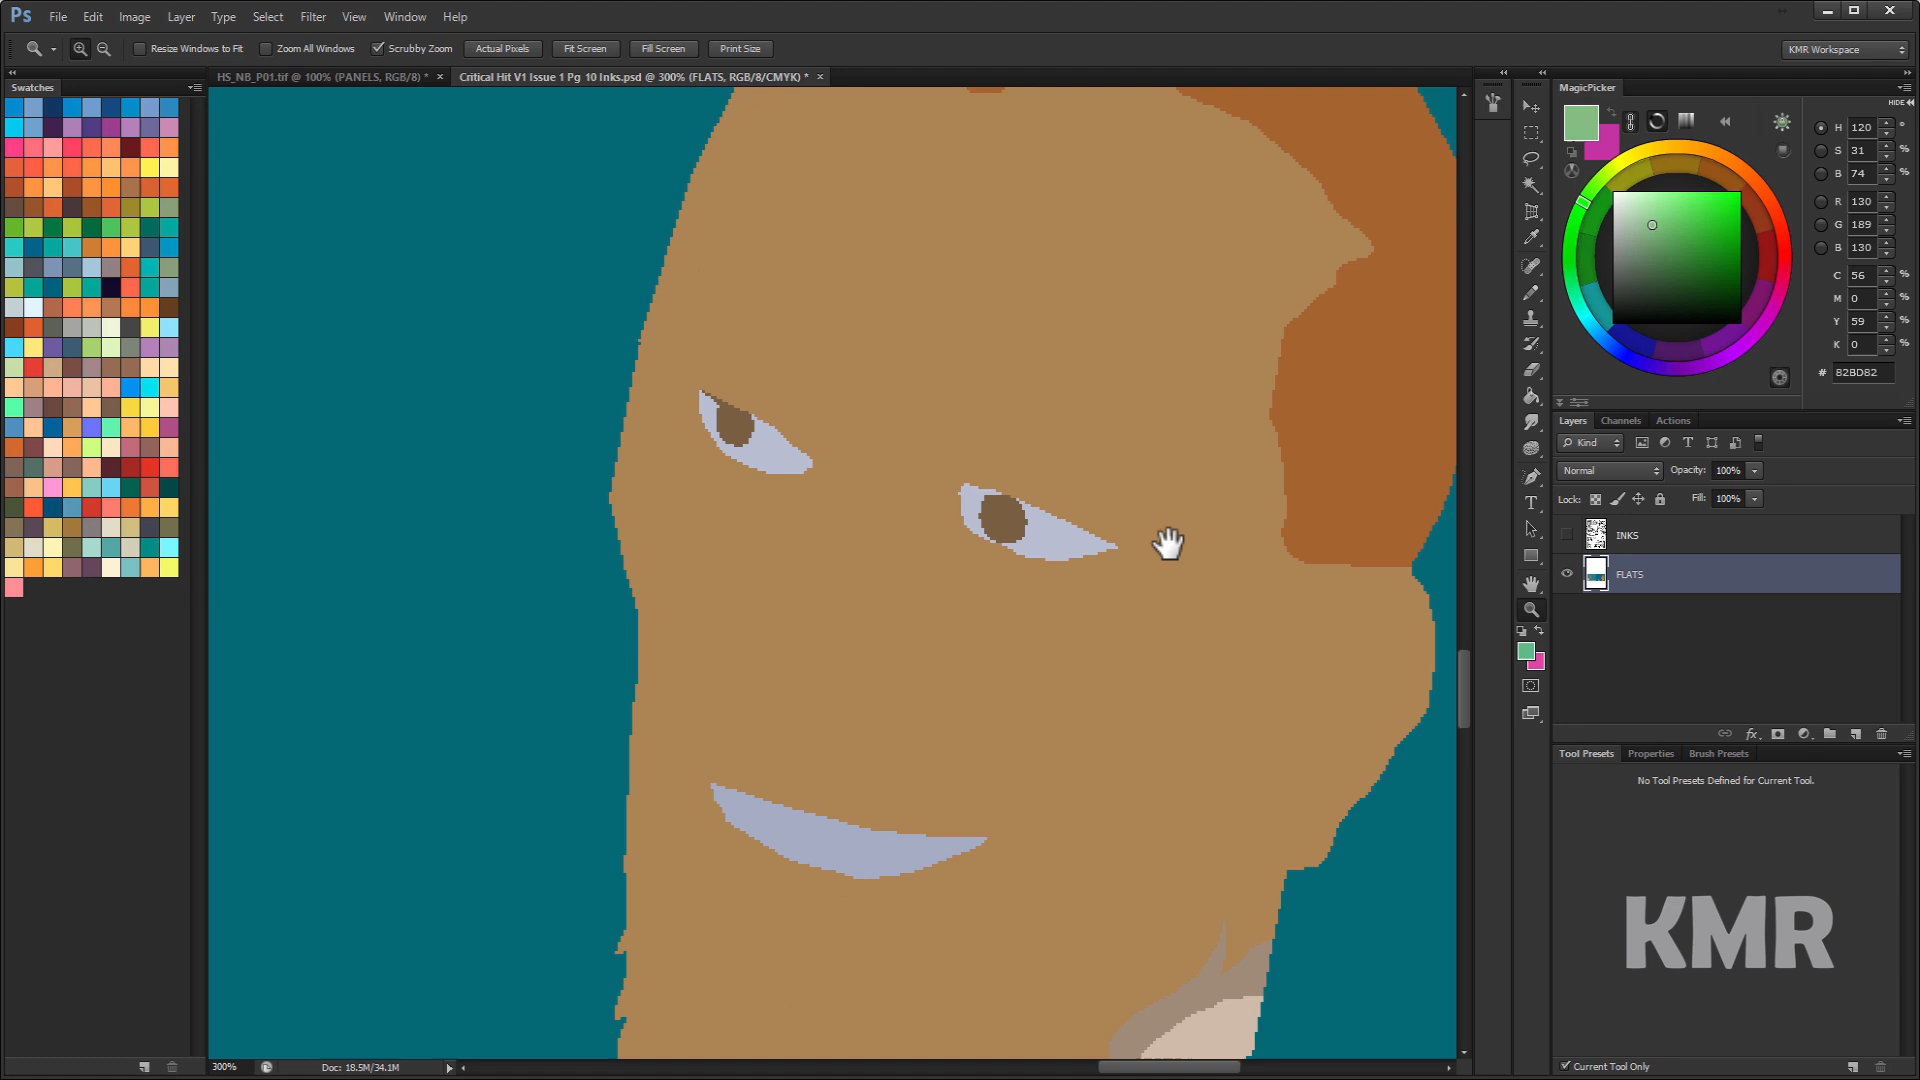 Ps File Edit Image Layer Type Select Filter View Window Help
Resize Windows to Fit Zoom All Windows Scrubby Zoom Actual Pixels Fit Screen Fill Screen Print Size KMR Workspace
HS_NB_P01.tif @ 100% (PANELS, RGB/8) * × Critical Hit V1 Issue 1 Pg 10 Inks.psd @ 300% (FLATS, RGB/8/CMYK) * ×
Swatches
MagicPicker
HIDE
H 120 °
S 31 %
B 74 %
R 130
G 189
B 130
C 56 %
M 0 %
Y 59 %
K 0 %
# 82BD82
Layers Channels Actions
Kind
Normal Opacity: 100%
Lock: Fill: 100%
INKS
FLATS
Tool Presets Properties Brush Presets
No Tool Presets Defined for Current Tool.
KMR
Current Tool Only
300% Doc: 18.5M/34.1M